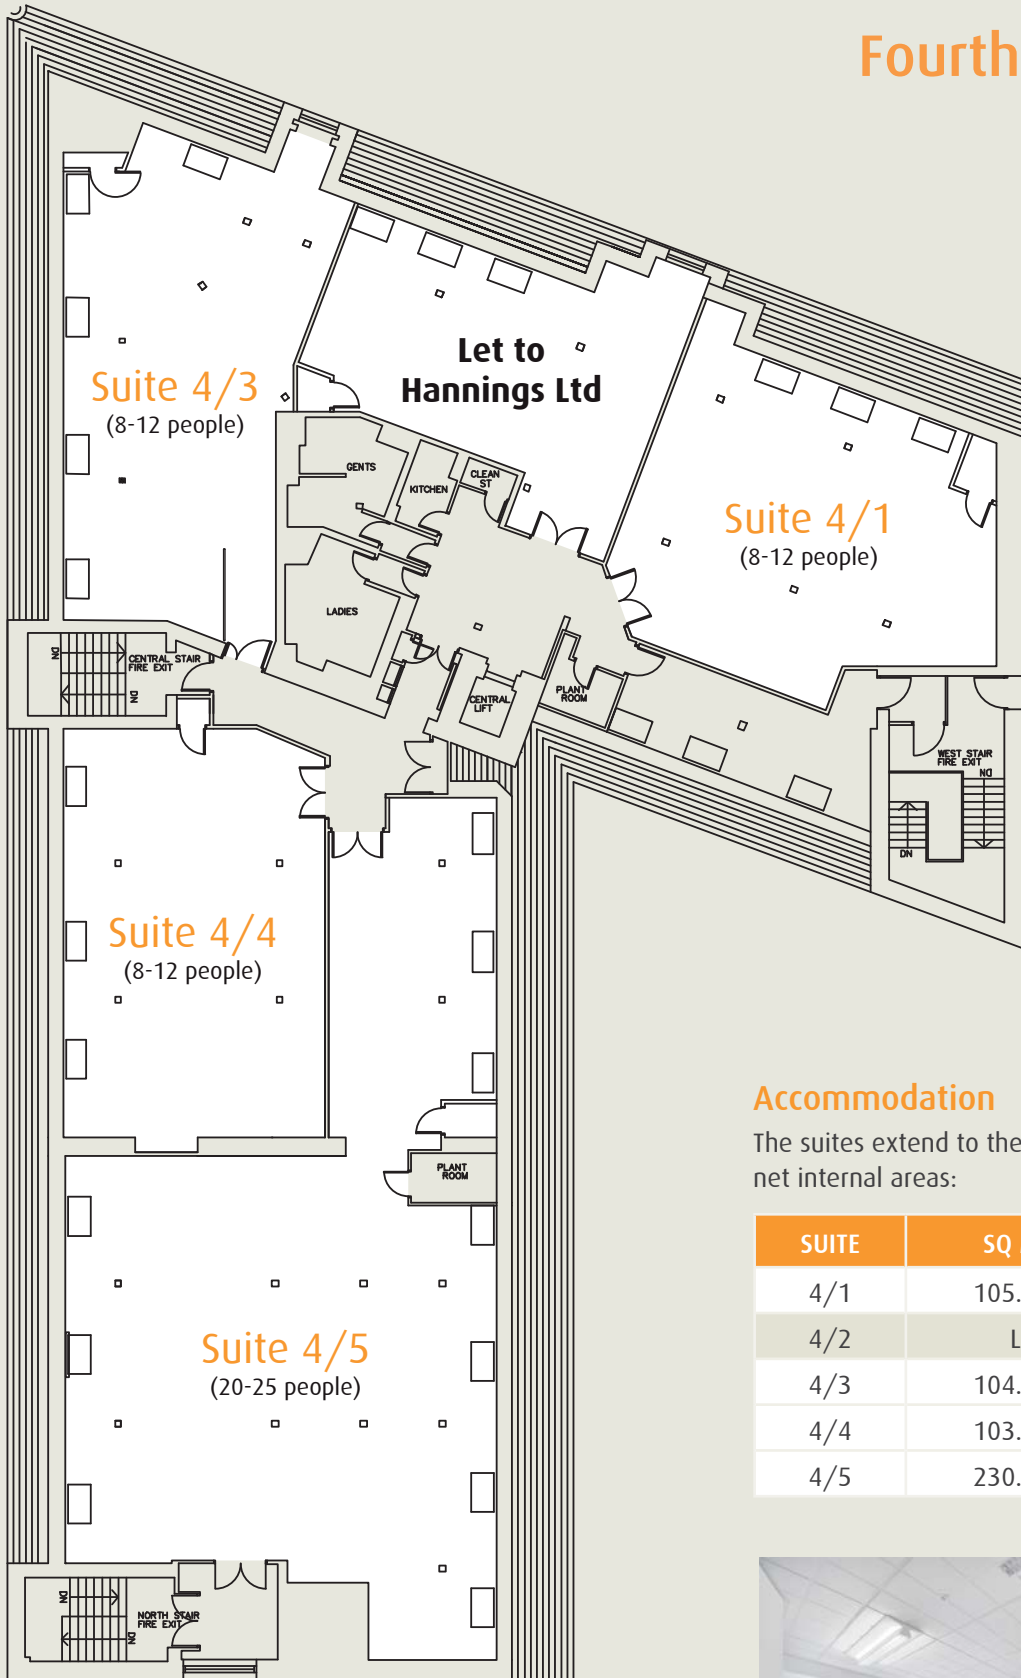 Fourth
Let to
Hannings Ltd
Suite 4/3
(8-12 people)
GENTS
KITCHEN
CLEAN
ST
Suite 4/1
(8-12 people)
LADIES
DN
CENTRAL STAIR
FIRE EXIT
DN
CENTRAL
LIFT
PLANT
ROOM
WEST STAIR
FIRE EXIT
DN
DN
Suite 4/4
(8-12 people)
PLANT
ROOM
Suite 4/5
(20-25 people)
DN
NORTH STAIR
FIRE EXIT
DN
Accommodation
The suites extend to the
net internal areas:
SUITE SQ
4/1 105.
4/2 L
4/3 104.
4/4 103.
4/5 230.